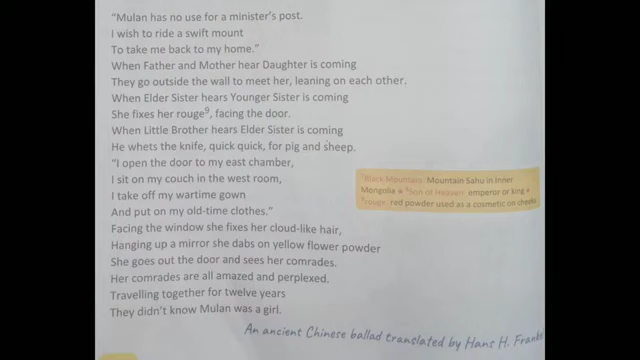 "Mulan has no use for a minister's post.
I wish to ride a swift mount
To take me back to my home."
When Father and Mother hear Daughter is coming
They go outside the wall to meet her, leaning on each other.
When Elder Sister hears Younger Sister is coming
She fixes her rouge⁹, facing the door.
When Little Brother hears Elder Sister is coming
He whets the knife, quick quick, for pig and sheep.
"I open the door to my east chamber,
I sit on my couch in the west room,
I take off my wartime gown
And put on my old-time clothes."
Facing the window she fixes her cloud-like hair,
Hanging up a mirror she dabs on yellow flower powder
She goes out the door and sees her comrades.
Her comrades are all amazed and perplexed.
Travelling together for twelve years
They didn't know Mulan was a girl.
An ancient Chinese ballad translated by Hans H.
Black Mountain: Mountain Sahu in Inner
Mongolia • Son of Heaven: emperor or king •
rouge: red powder used as a cosmetic on cheeks